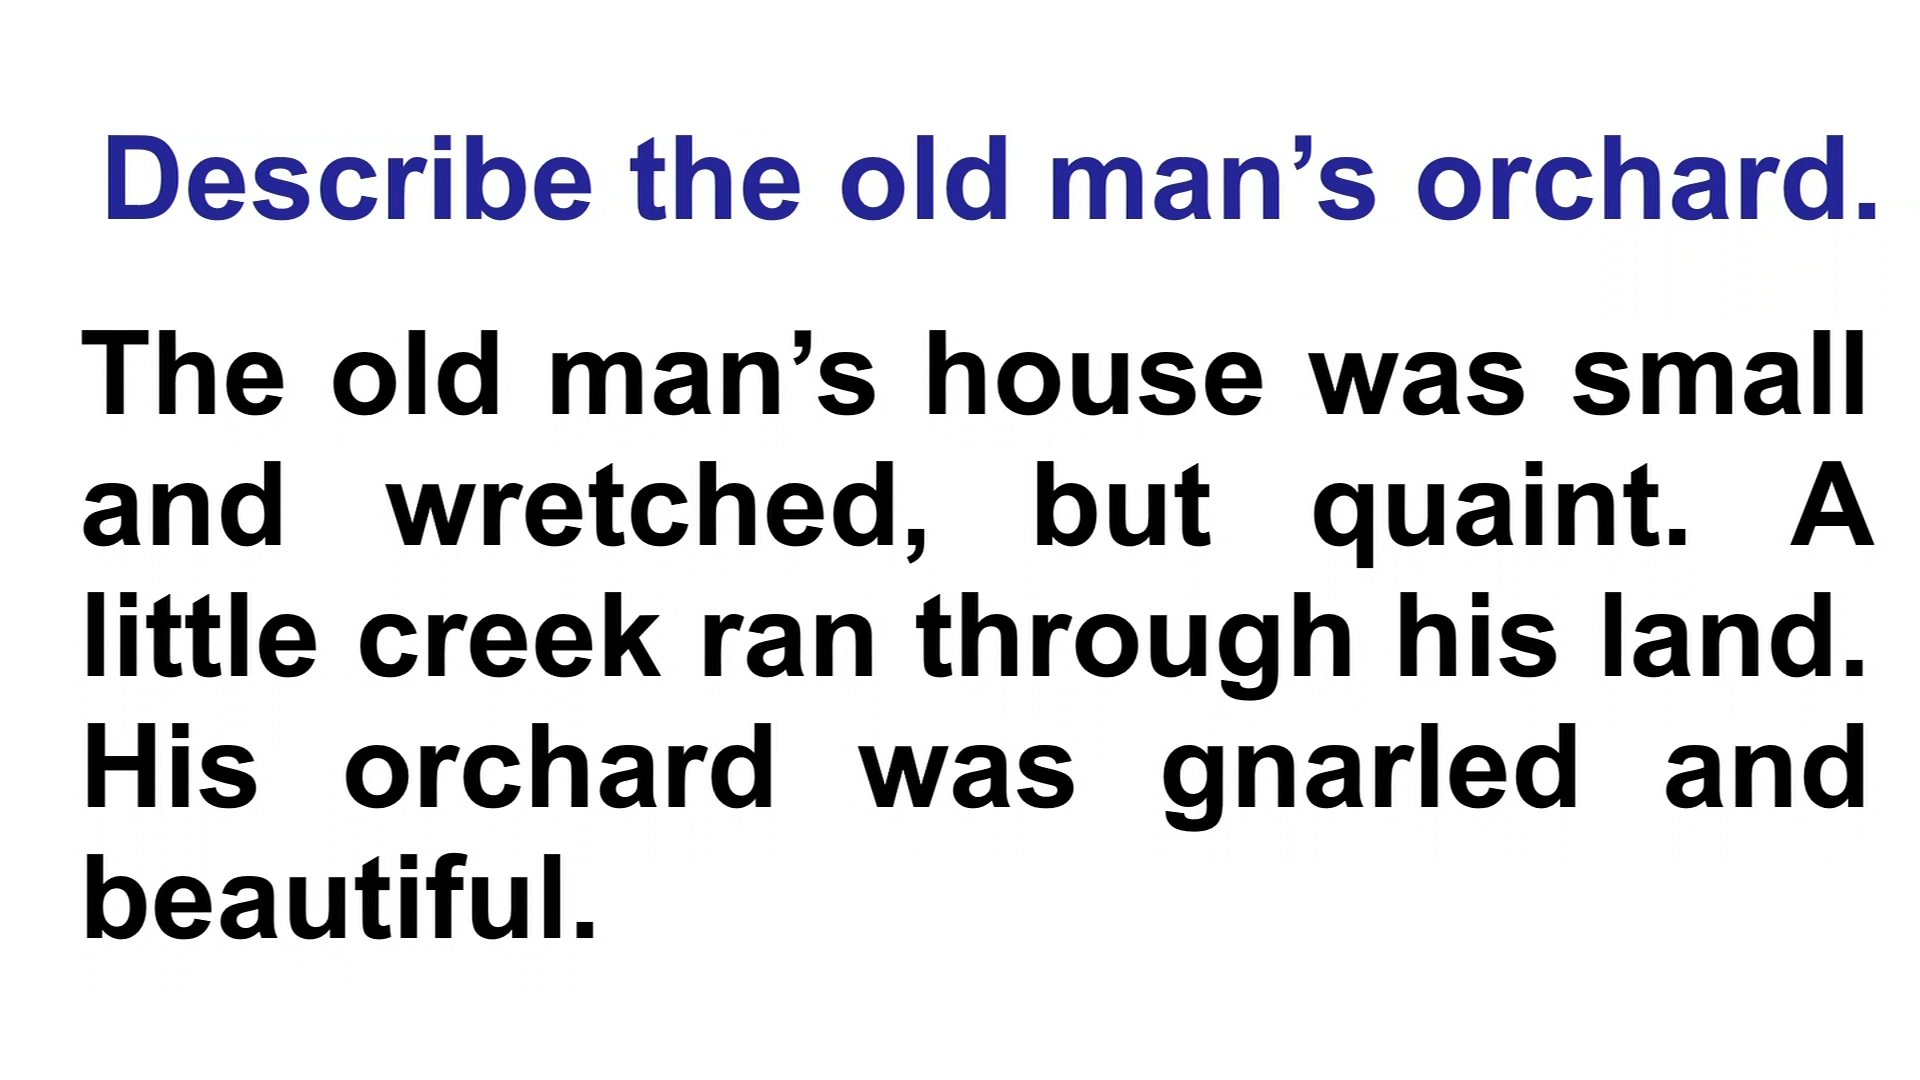 Describe the old man’s orchard.
The old man’s house was small
and wretched, but quaint. A
little creek ran through his land.
His orchard was gnarled and
beautiful.